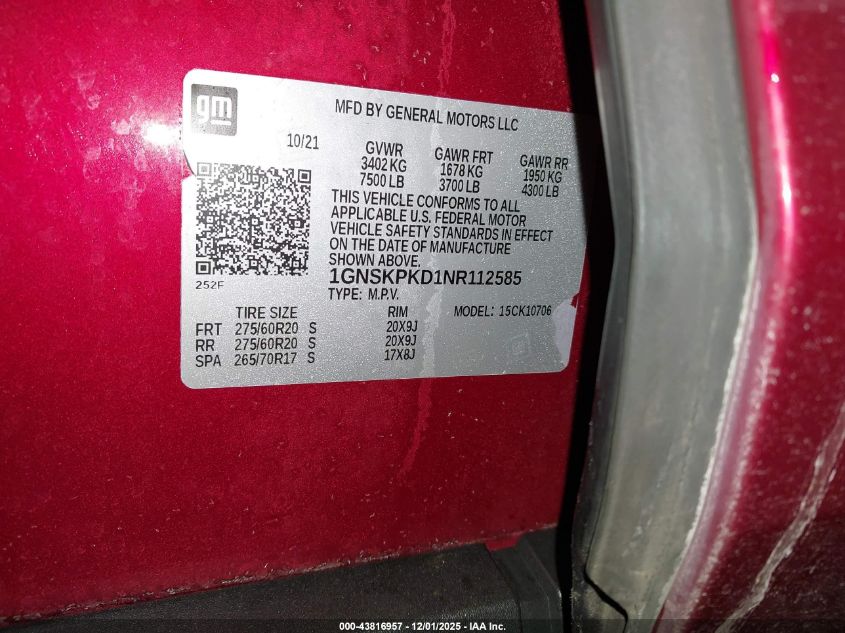 gm
MFD BY GENERAL MOTORS LLC
10/21
GVWR GAWR FRT GAWR RR
3402 KG 1678 KG 1950 KG
7500 LB 3700 LB 4300 LB
THIS VEHICLE CONFORMS TO ALL
APPLICABLE U.S. FEDERAL MOTOR
VEHICLE SAFETY STANDARDS IN EFFECT
ON THE DATE OF MANUFACTURE
SHOWN ABOVE.
1GNSKPKD1NR112585
252F
TYPE: M.P.V.
TIRE SIZE RIM MODEL: 15CK10706
FRT 275/60R20 S 20X9J
RR 275/60R20 S 20X9J
SPA 265/70R17 S 17X8J
000-43816957 - 12/01/2025 - IAA Inc.